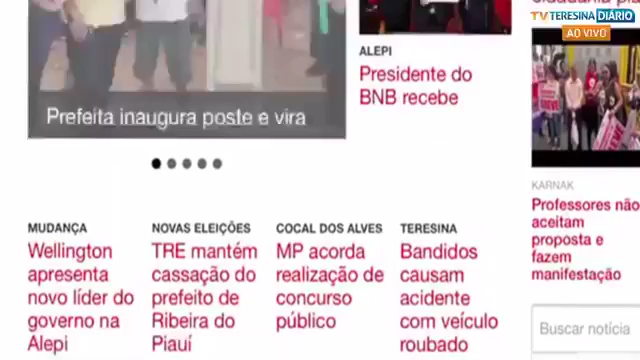 TV TERESINA DIÁRIO
AO VIVO
Prefeita inaugura poste e vira
ALEPI
Presidente do
BNB recebe
KARNAK
Professores não
aceitam
proposta e
fazem
manifestação
MUDANÇA
Wellington
apresenta
novo líder do
governo na
Alepi
NOVAS ELEIÇÕES
TRE mantém
cassação do
prefeito de
Ribeira do
Piauí
COCAL DOS ALVES
MP acorda
realização de
concurso
público
TERESINA
Bandidos
causam
acidente
com veículo
roubado
Buscar notícia